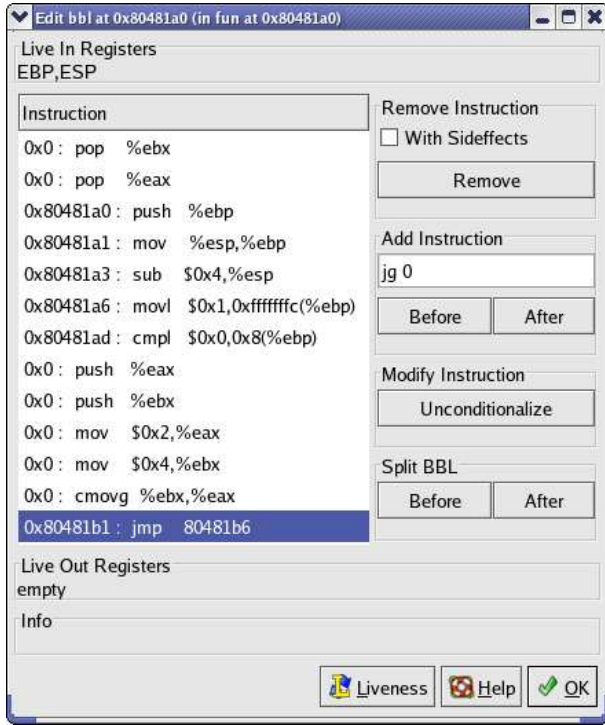 Edit bbl at 0x80481a0 (in fun at 0x80481a0)
Live In Registers
EBP,ESP
Instruction
0x0 : pop %ebx
0x0 : pop %eax
0x80481a0 : push %ebp
0x80481a1 : mov %esp,%ebp
0x80481a3 : sub $0x4,%esp
0x80481a6 : movl $0x1,0xfffffffc(%ebp)
0x80481ad : cmpl $0x0,0x8(%ebp)
0x0 : push %eax
0x0 : push %ebx
0x0 : mov $0x2,%eax
0x0 : mov $0x4,%ebx
0x0 : cmovg %ebx,%eax
0x80481b1 : jmp 80481b6
Remove Instruction
With Sideffects
Remove
Add Instruction
jg 0
Before After
Modify Instruction
Unconditionalize
Split BBL
Before After
Live Out Registers
empty
Info
Liveness Help OK